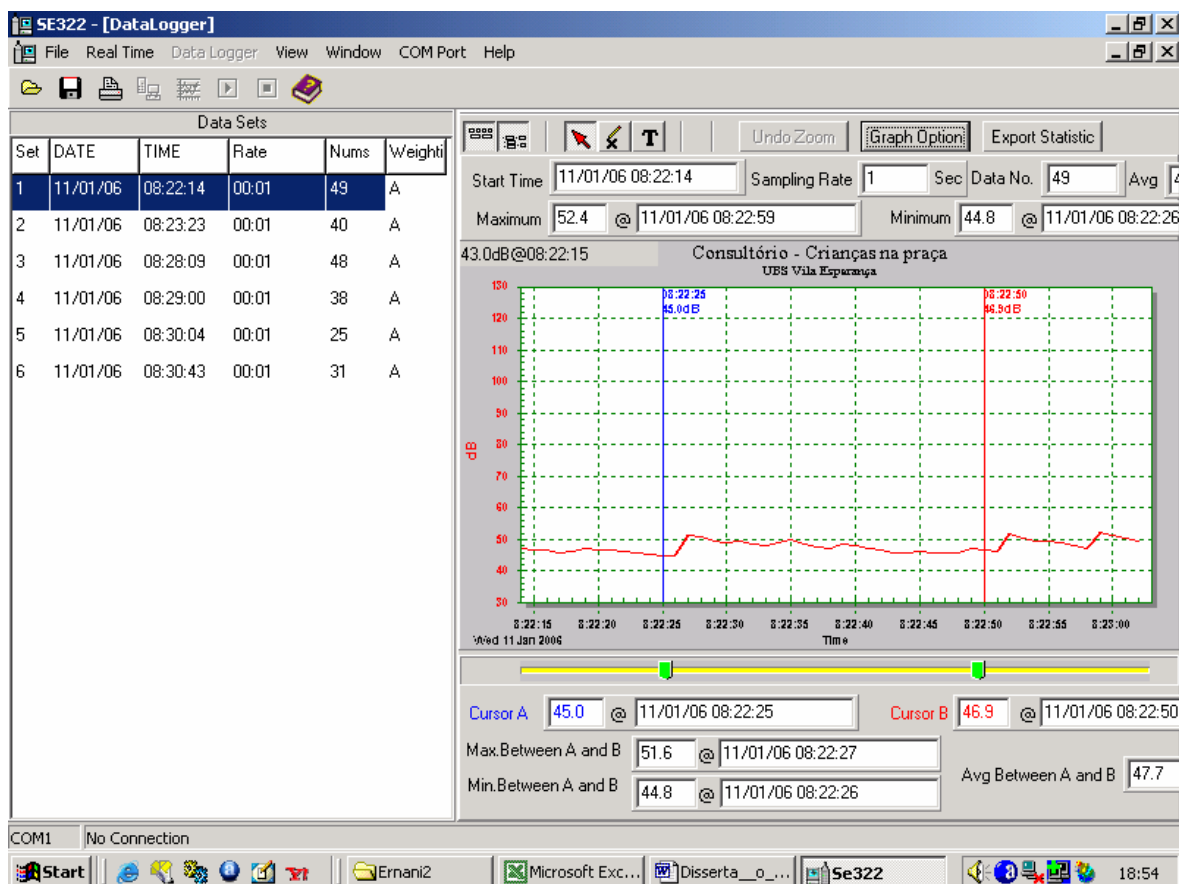 SE322 - [DataLogger]
File Real Time Data Logger View Window COM Port Help
Data Sets
Set DATE TIME Rate Nums Weighti
1 11/01/06 08:22:14 00:01 49 A
2 11/01/06 08:23:23 00:01 40 A
3 11/01/06 08:28:09 00:01 48 A
4 11/01/06 08:29:00 00:01 38 A
5 11/01/06 08:30:04 00:01 25 A
6 11/01/06 08:30:43 00:01 31 A
T Undo Zoom Graph Option Export Statistic
Start Time 11/01/06 08:22:14 Sampling Rate 1 Sec Data No. 49 Avg 4
Maximum 52.4 @ 11/01/06 08:22:59 Minimum 44.8 @ 11/01/06 08:22:26
43.0dB@08:22:15
Consultório - Crianças na praça
UBS Vila Esperança
08:22:25
45.0dB
08:22:50
46.9dB
130
120
110
100
90
80
70
60
50
40
30
dB
8:22:15 8:22:20 8:22:25 8:22:30 8:22:35 8:22:40 8:22:45 8:22:50 8:22:55 8:23:00
Wed 11 Jan 2006 Time
Cursor A 45.0 @ 11/01/06 08:22:25 Cursor B 46.9 @ 11/01/06 08:22:50
Max.Between A and B 51.6 @ 11/01/06 08:22:27
Min.Between A and B 44.8 @ 11/01/06 08:22:26
Avg Between A and B 47.7
COM1 No Connection
Start Ernani2 Microsoft Exc... Disserta__o_... Se322 18:54